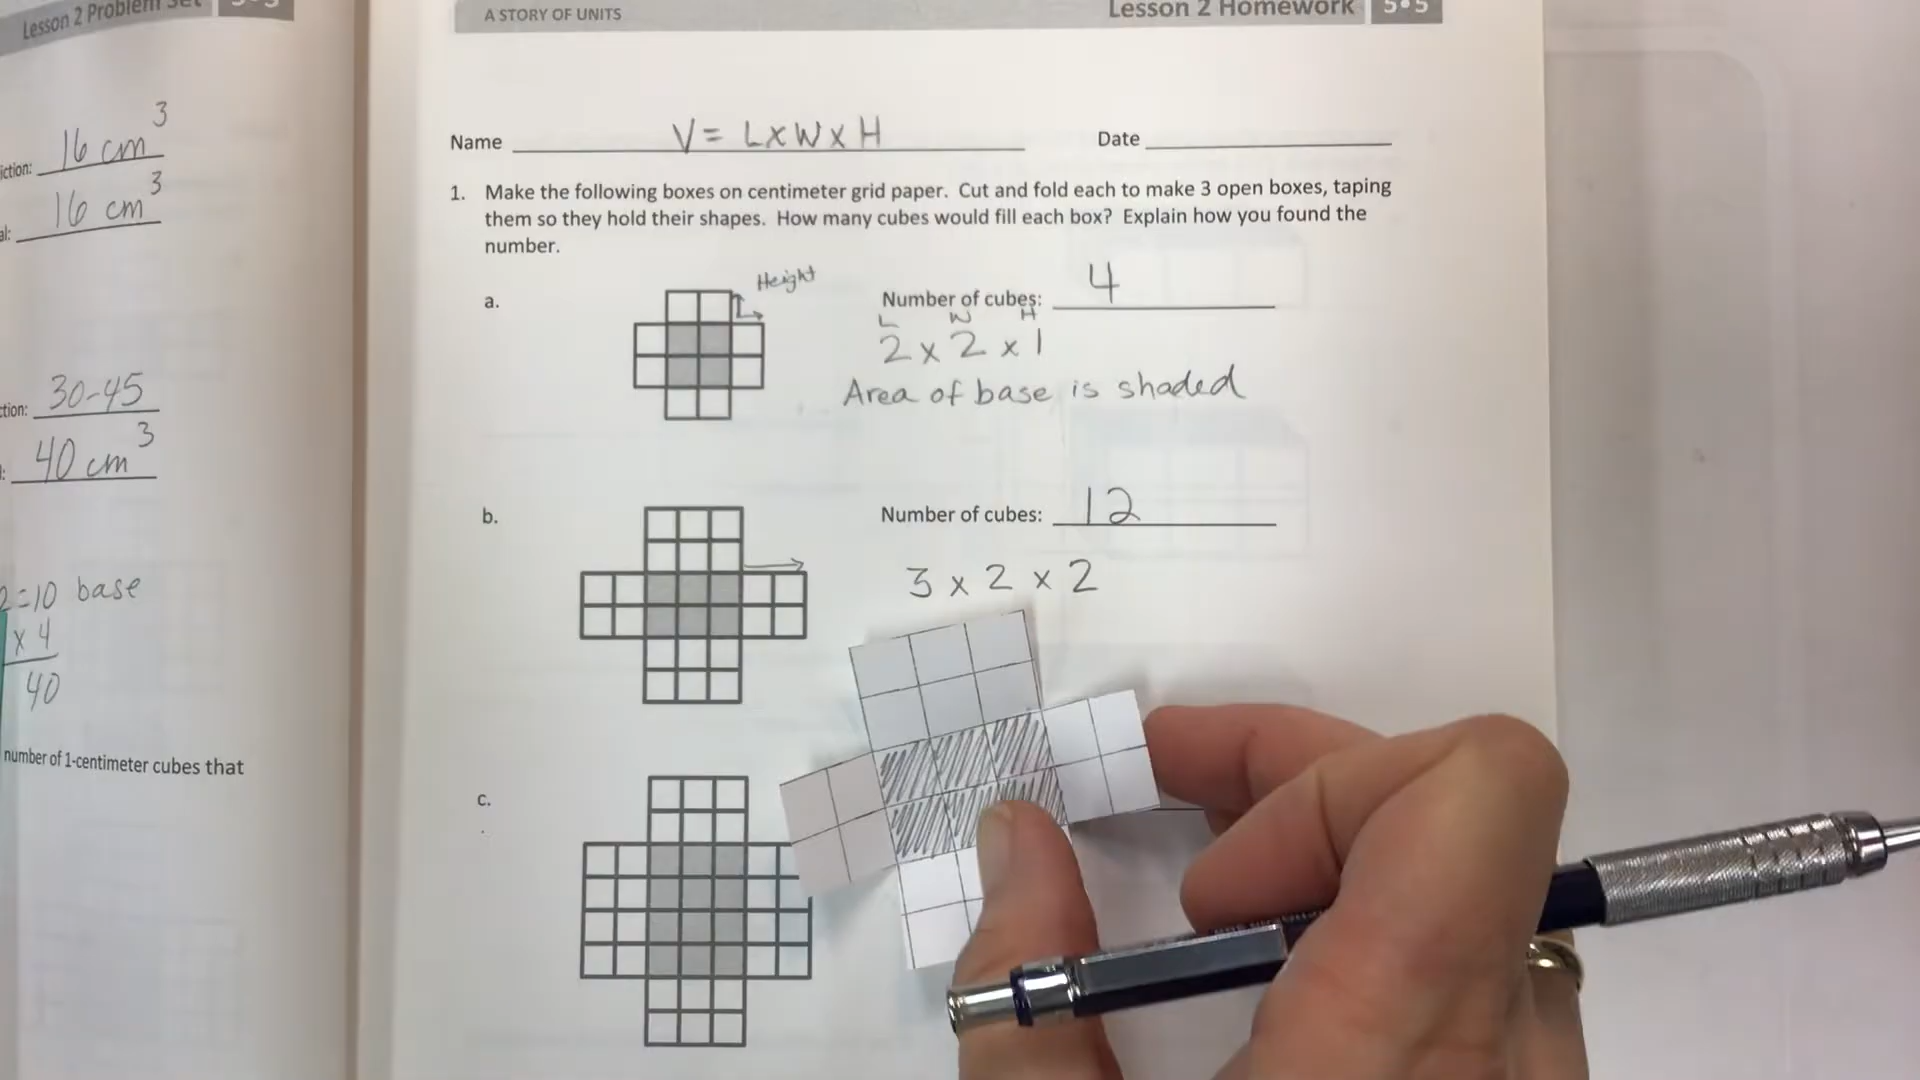 Lesson 2 Problem Set
16 cm³
16 cm³
30-45
40 cm³
2=10 base
x 4
40
number of 1-centimeter cubes that
A STORY OF UNITS
Lesson 2 Homework 5•5
Name V = L x W x H Date
1. Make the following boxes on centimeter grid paper. Cut and fold each to make 3 open boxes, taping
them so they hold their shapes. How many cubes would fill each box? Explain how you found the
number.
Height
a. Number of cubes: 4
L W H
2 x 2 x 1
Area of base is shaded
b. Number of cubes: 12
3 x 2 x 2
c.